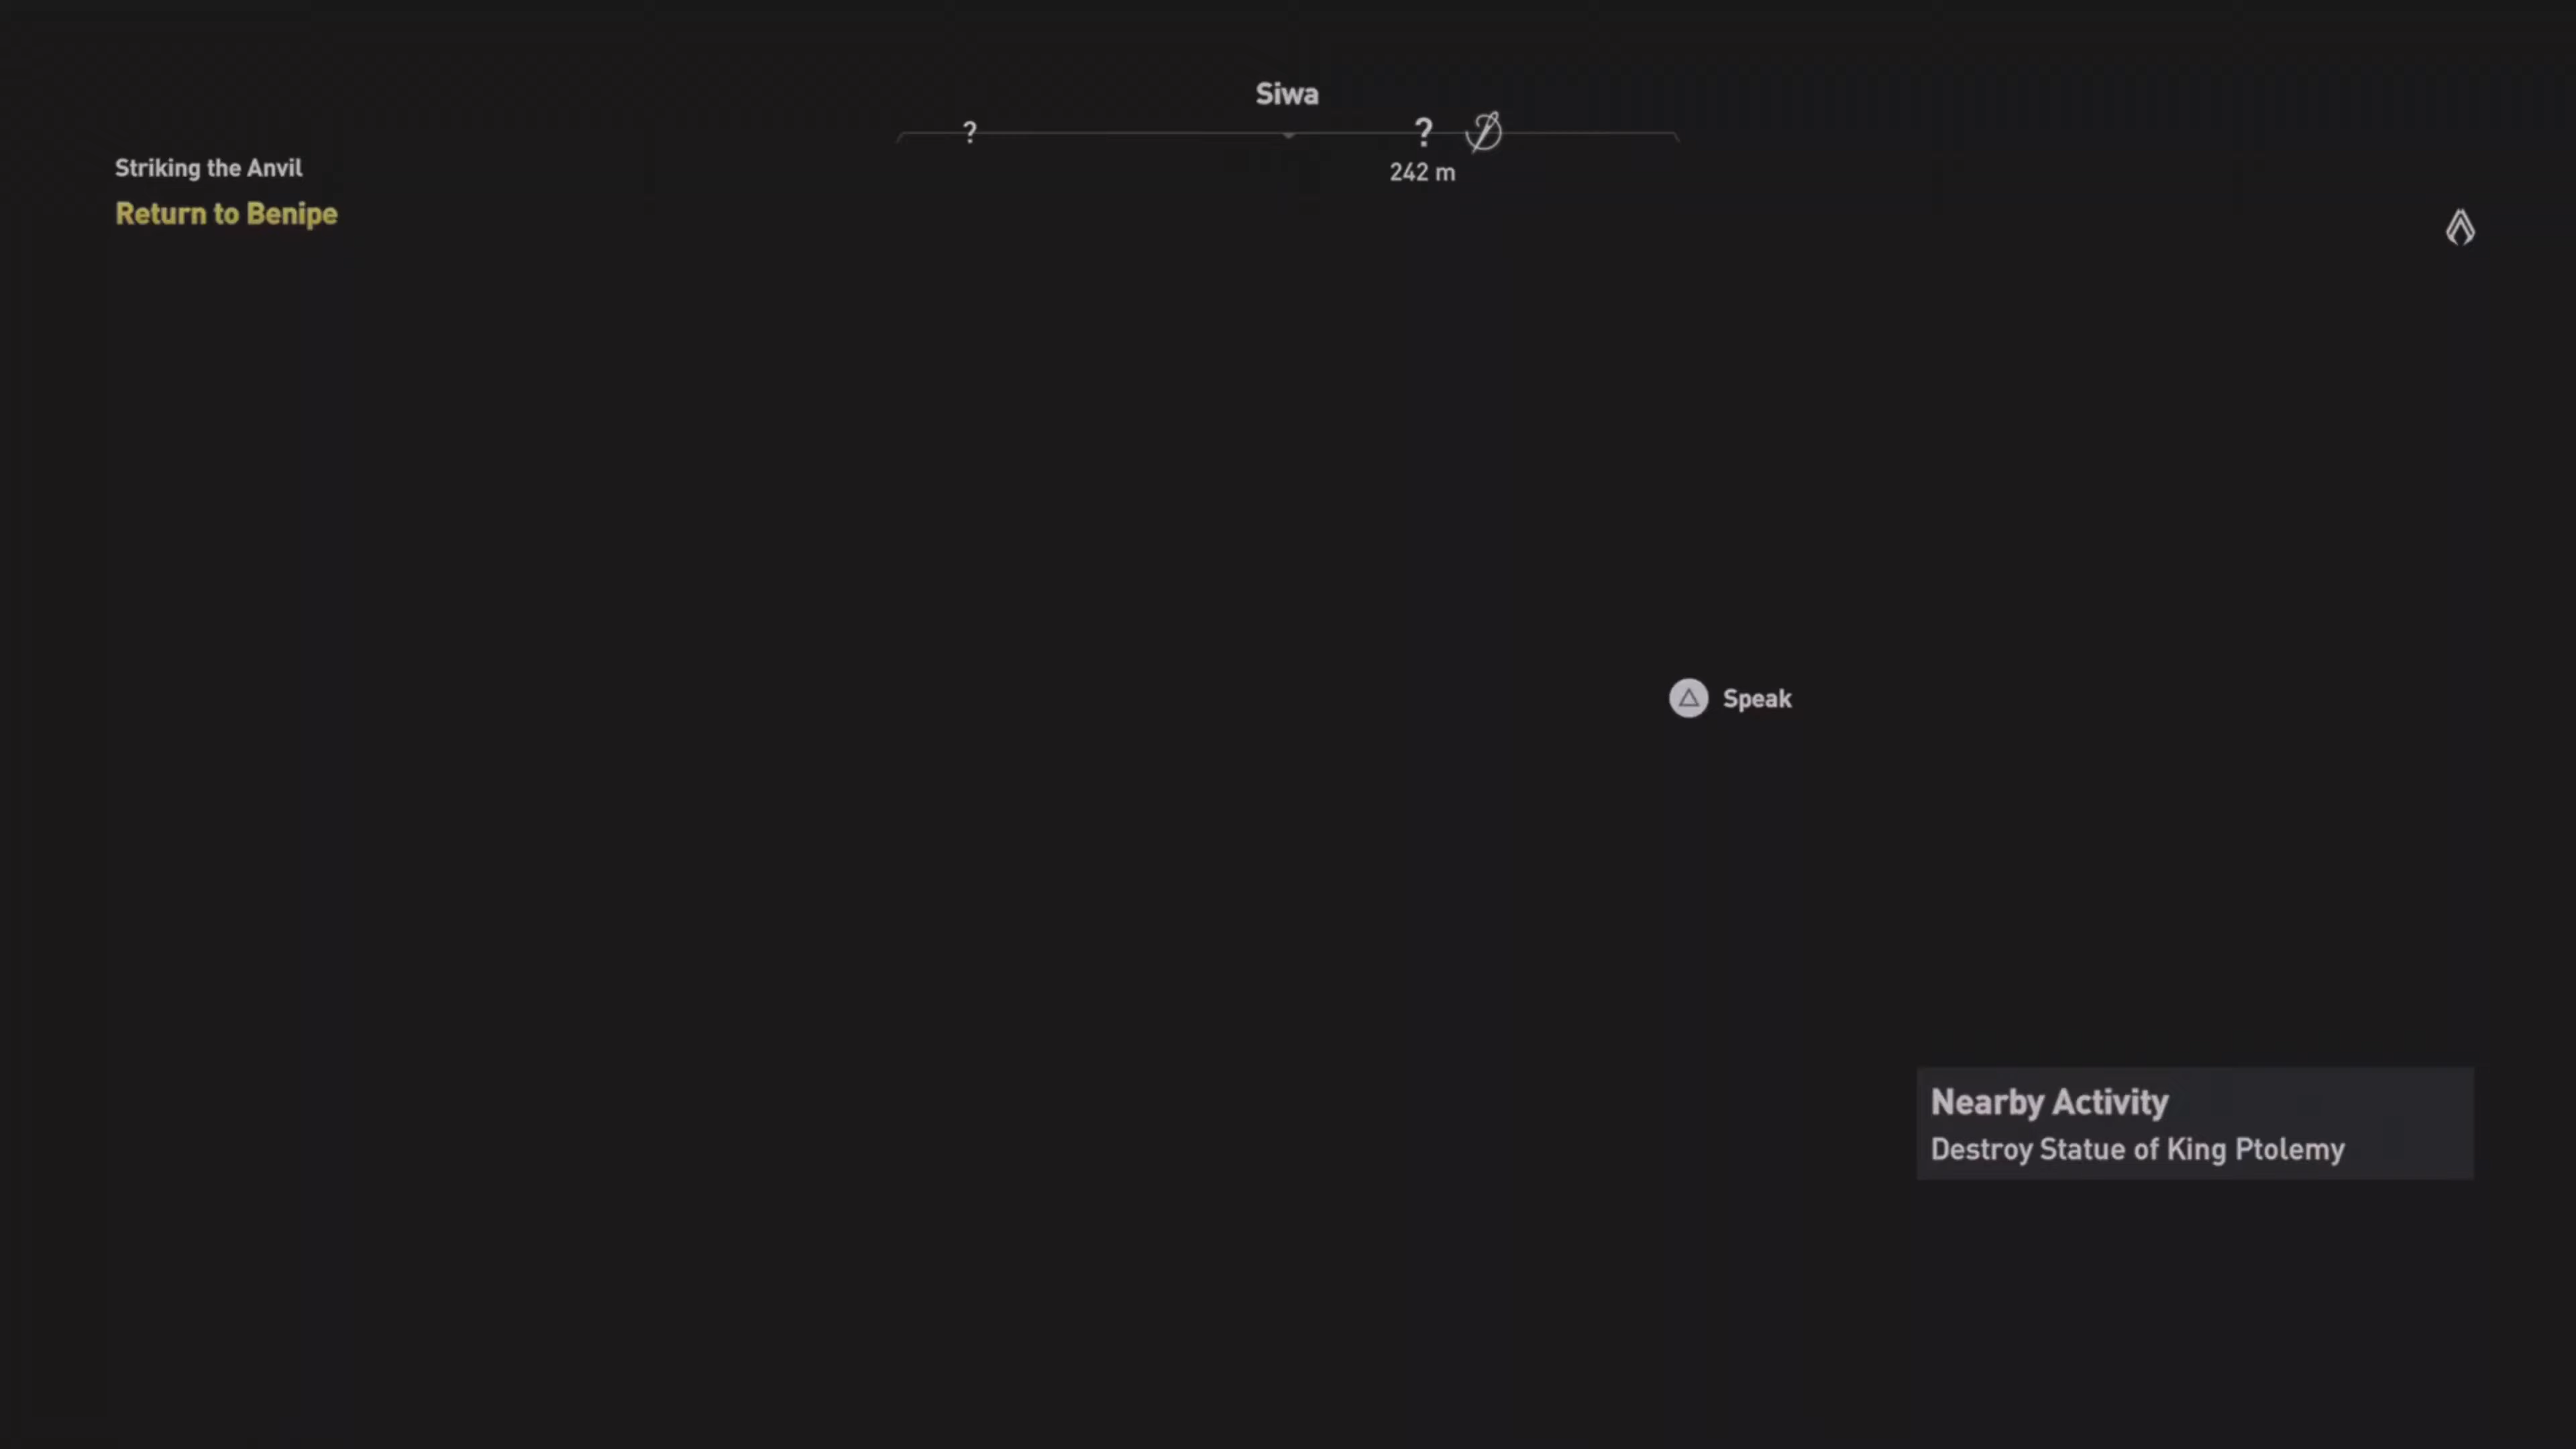 Siwa
? ?
242 m
Striking the Anvil
Return to Benipe
Speak
Nearby Activity
Destroy Statue of King Ptolemy